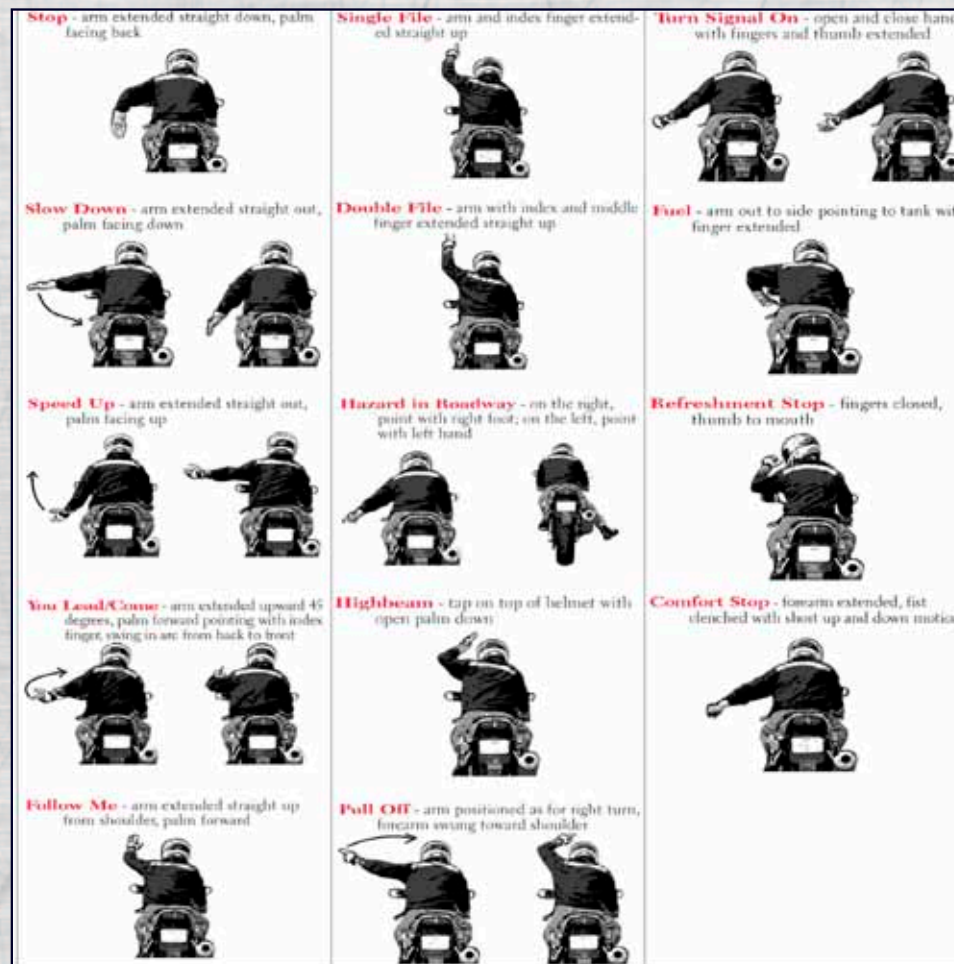 Stop - arm extended straight down, palm
facing back
Slow Down - arm extended straight out,
palm facing down
Speed Up - arm extended straight out,
palm facing up
You Lead/Come - arm extended upward 45
degrees, palm forward pointing with index
finger, swing in arc from back to front
Follow Me - arm extended straight up
from shoulder, palm forward
Single File - arm and index finger extend-
ed straight up
Double File - arm with index and middle
finger extended straight up
Hazard in Roadway - on the right,
point with right foot; on the left, point
with left hand
Highbeam - tap on top of helmet with
open palm down
Pull Off - arm positioned as for right turn,
forearm swung toward shoulder
Turn Signal On - open and close hand
with fingers and thumb extended
Fuel - arm out to side pointing to tank wit
finger extended
Refreshment Stop - fingers closed,
thumb to mouth
Comfort Stop - forearm extended, fist
clenched with short up and down motio